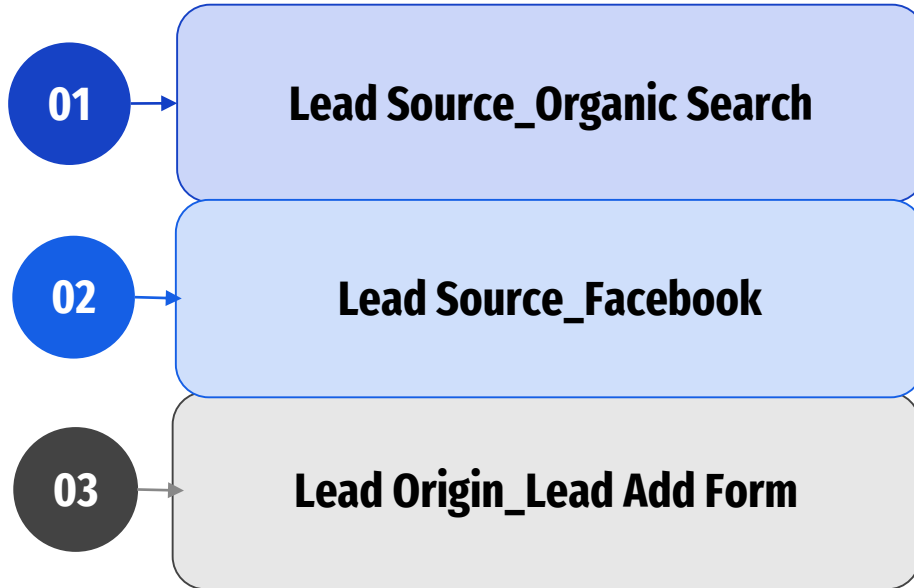 01
Lead Source_Organic Search
02
Lead Source_Facebook
03
Lead Origin_Lead Add Form